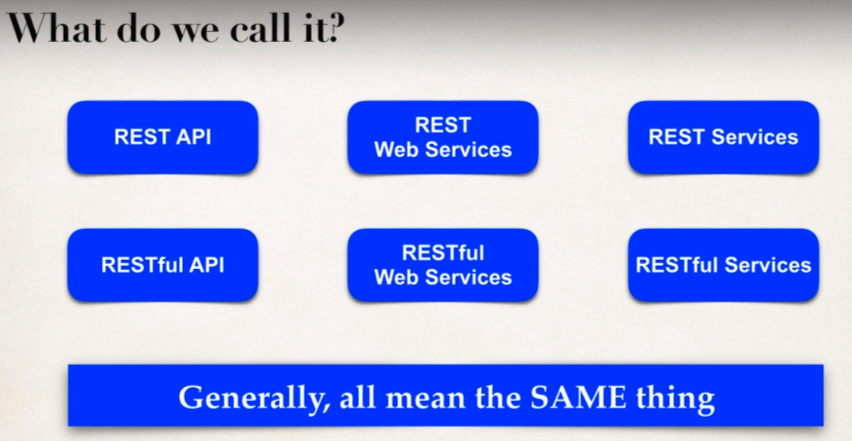 What do we call it?
REST API
REST
Web Services
REST Services
RESTful API
RESTful
Web Services
RESTful Services
Generally, all mean the SAME thing